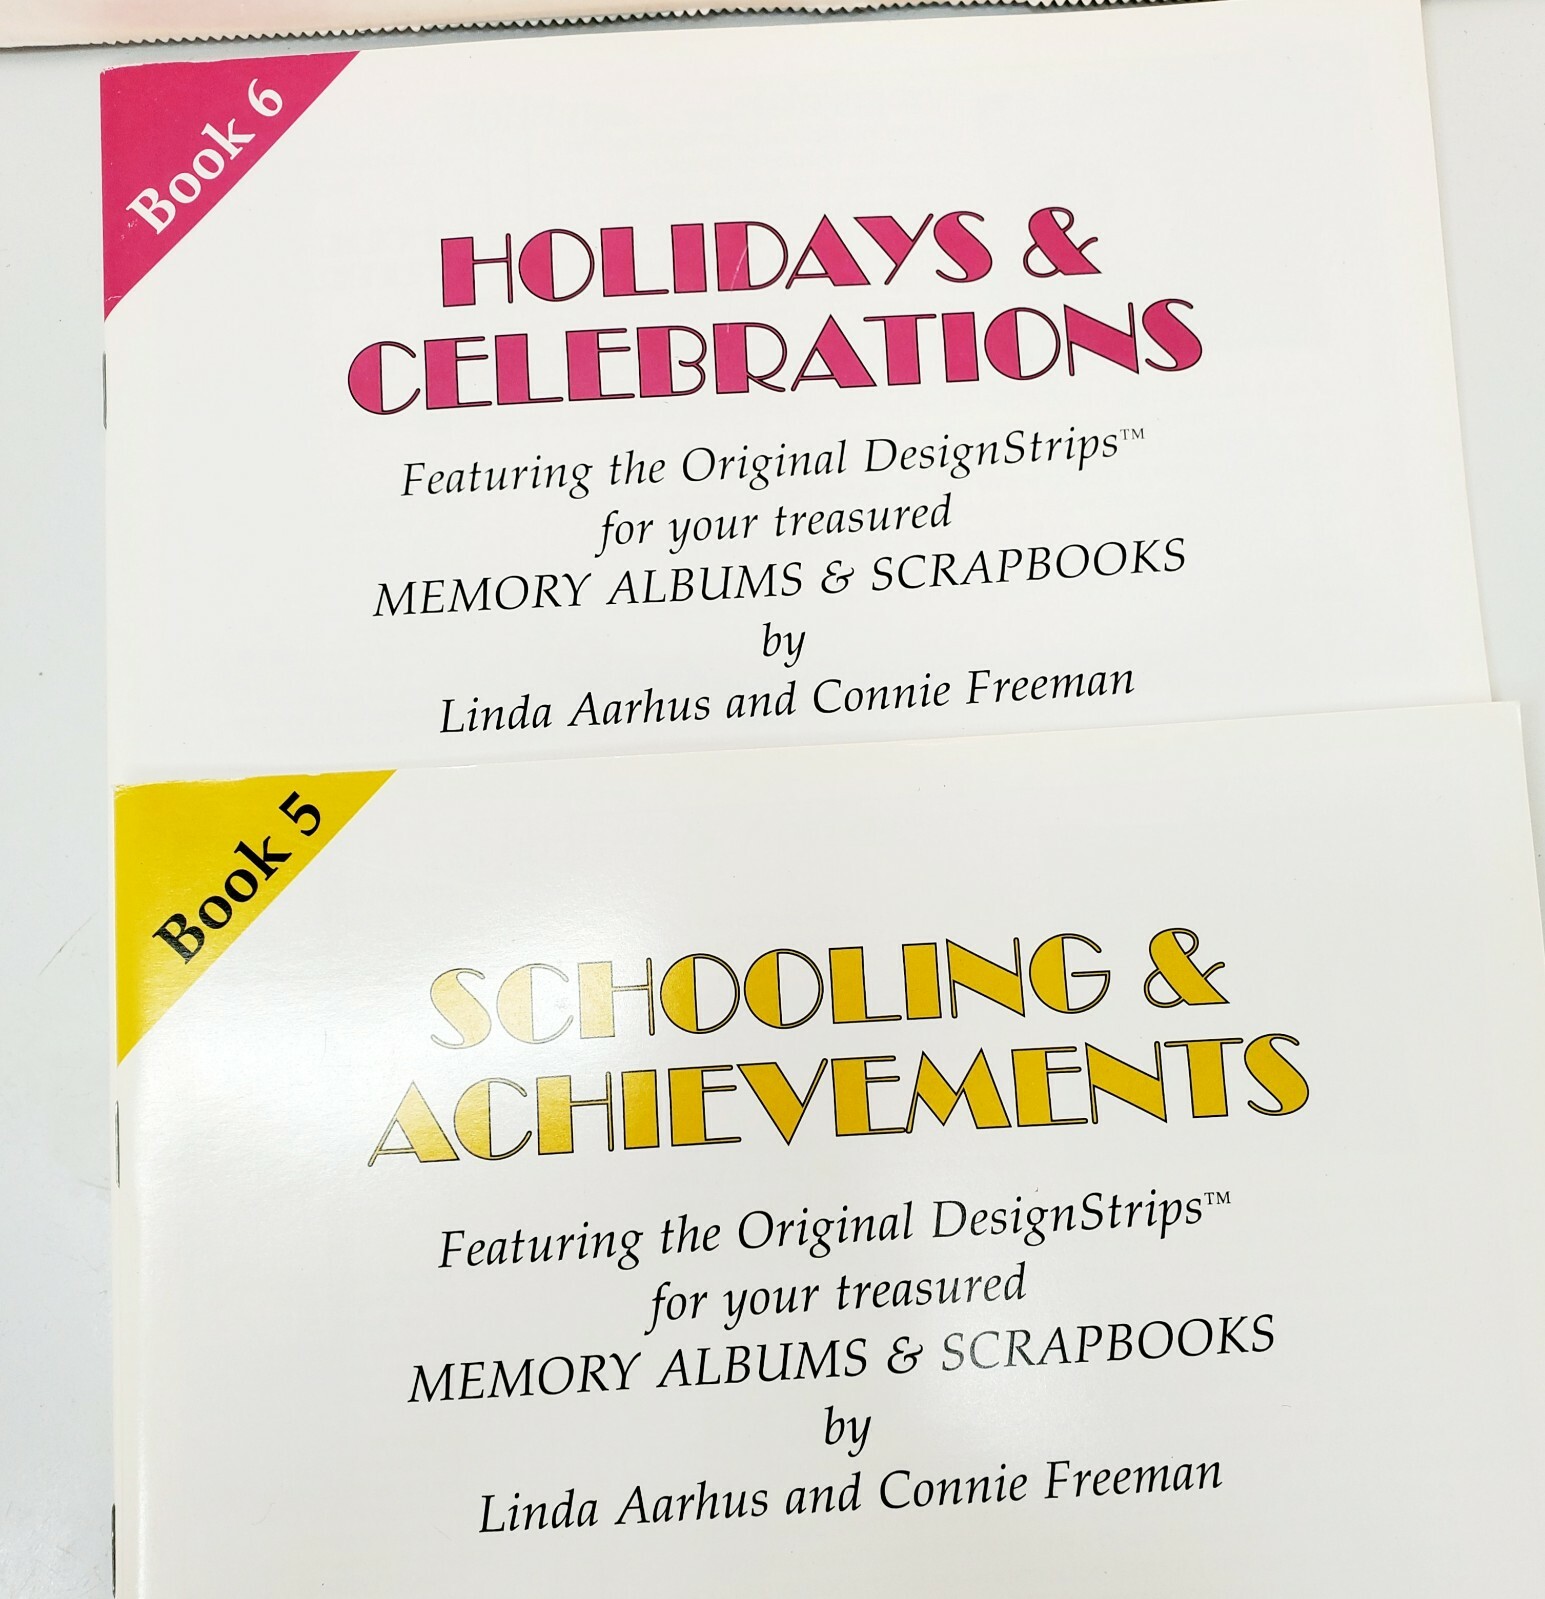 Book 6
HOLIDAYS &
CELEBRATIONS
Featuring the Original DesignStrips™
for your treasured
MEMORY ALBUMS & SCRAPBOOKS
by
Linda Aarhus and Connie Freeman
Book 5
SCHOOLING &
ACHIEVEMENTS
Featuring the Original DesignStrips™
for your treasured
MEMORY ALBUMS & SCRAPBOOKS
by
Linda Aarhus and Connie Freeman